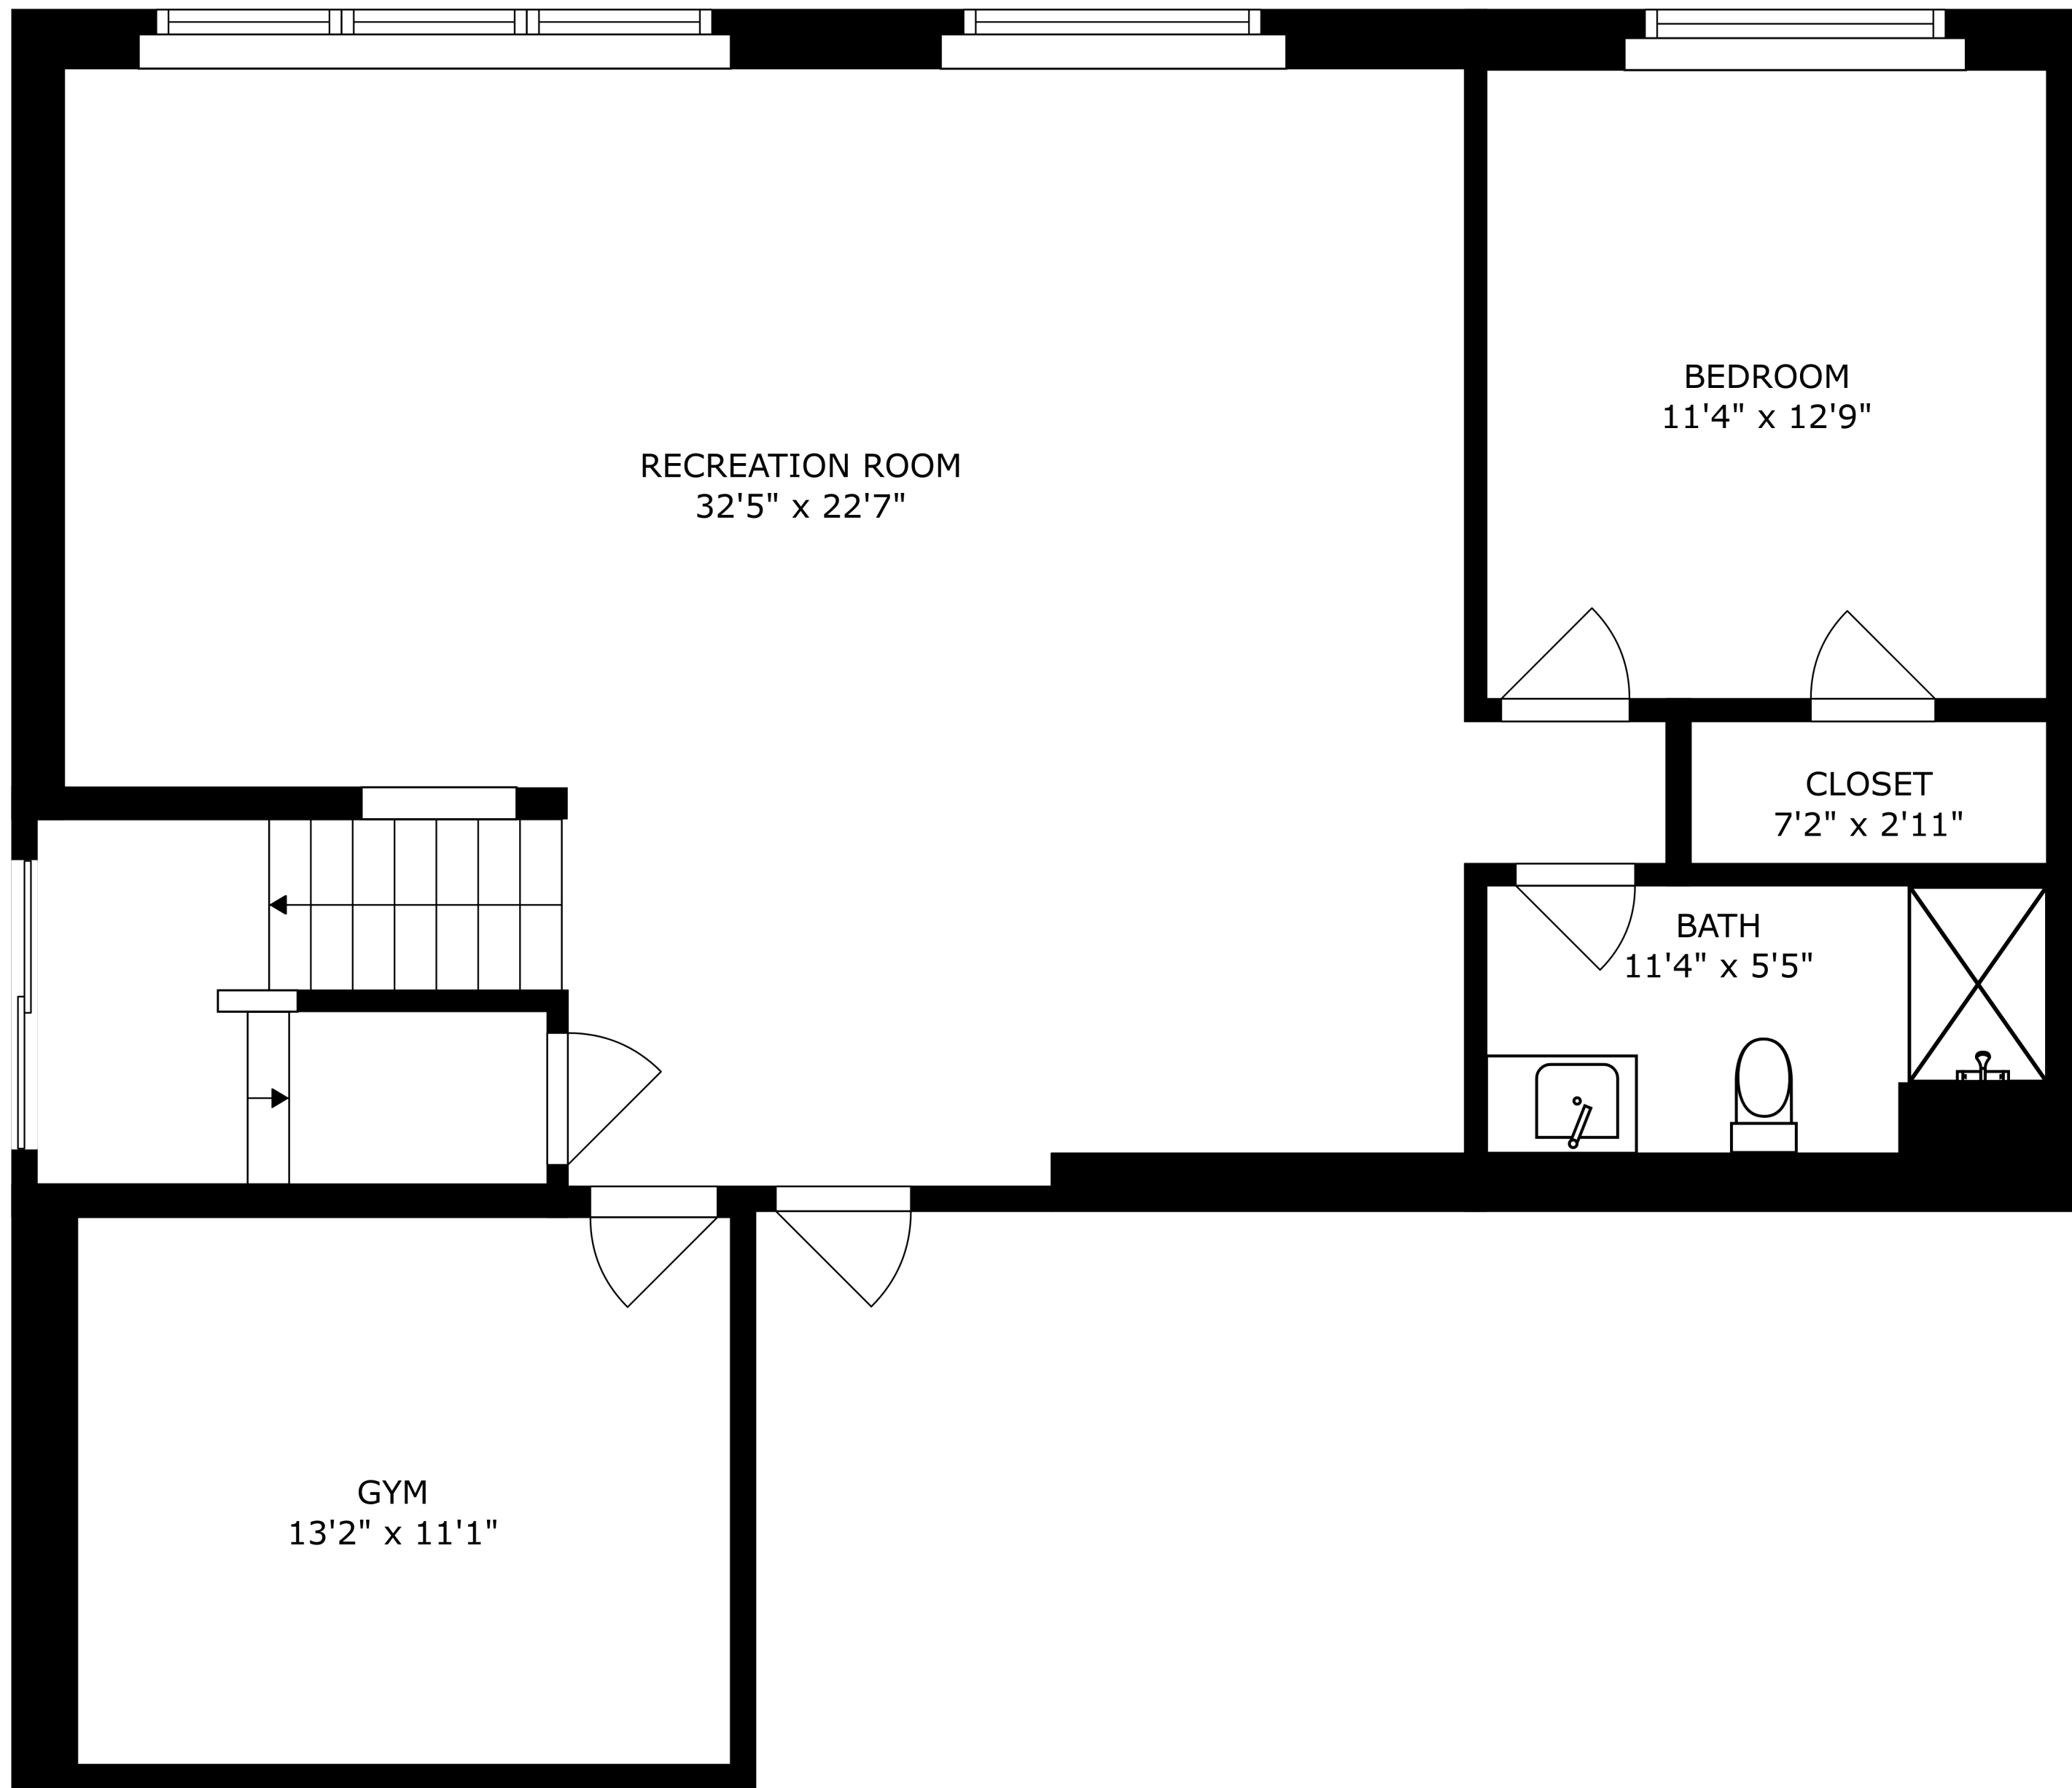 BEDROOM
11'4" x 12'9"
RECREATION ROOM
32'5" x 22'7"
CLOSET
7'2" x 2'11"
BATH
11'4" x 5'5"
GYM
13'2" x 11'1"